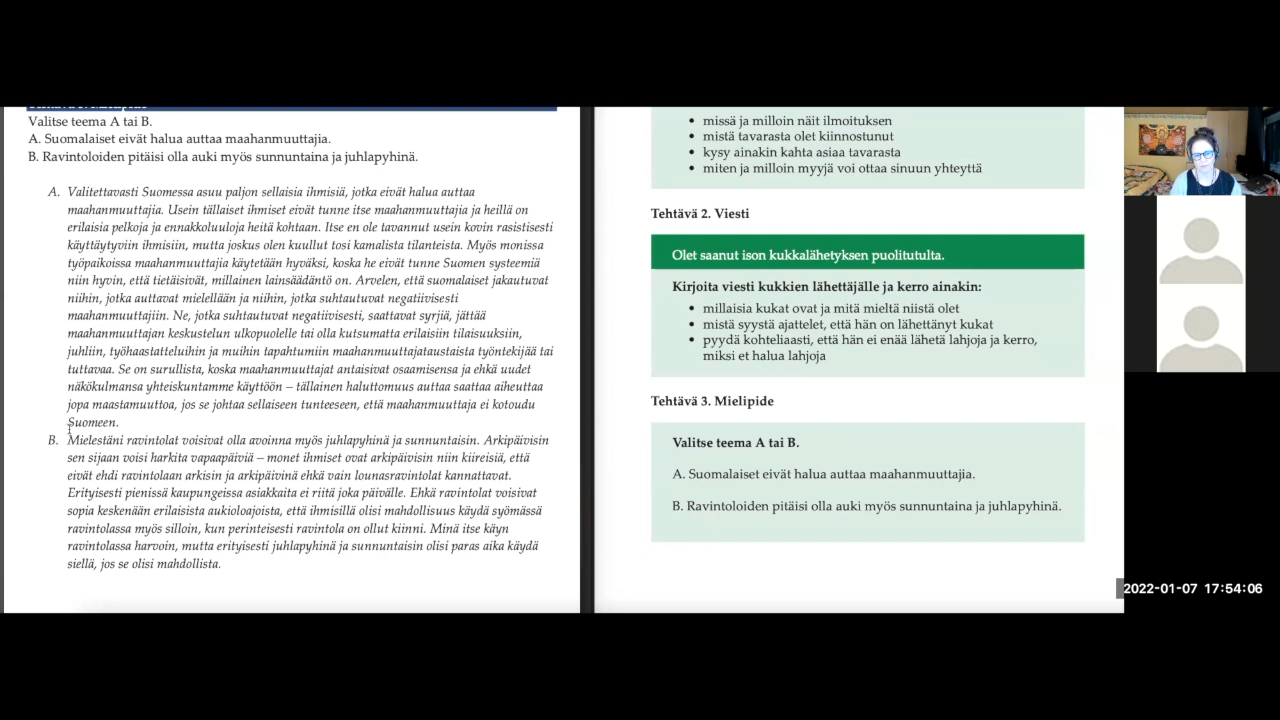 Valitse teema A tai B.
A. Suomalaiset eivät halua auttaa maahanmuuttajia.
B. Ravintoloiden pitäisi olla auki myös sunnuntaina ja juhlapyhinä.
A. Valitettavasti Suomessa asuu paljon sellaisia ihmisiä, jotka eivät halua auttaa
maahanmuuttajia. Usein tällaiset ihmiset eivät tunne itse maahanmuuttajia ja heillä on
erilaisia pelkoja ja ennakkoluuloja heitä kohtaan. Itse en ole tavannut usein kovin rasistisesti
käyttäytyviin ihmisiin, mutta joskus olen kuullut tosi kamalista tilanteista. Myös monissa
työpaikoissa maahanmuuttajia käytetään hyväksi, koska he eivät tunne Suomen systeemiä
niin hyvin, että tietäisivät, millainen lainsäädäntö on. Arvelen, että suomalaiset jakautuvat
niihin, jotka auttavat mielellään ja niihin, jotka suhtautuvat negatiivisesti
maahanmuuttajiin. Ne, jotka suhtautuvat negatiivisesti, saattavat syrjiä, jättää
maahanmuuttajan keskustelun ulkopuolelle tai olla kutsumatta erilaisiin tilaisuuksiin,
juhliin, työhaastatteluihin ja muihin tapahtumiin maahanmuuttajataustaista työntekijää tai
tuttavaa. Se on surullista, koska maahanmuuttajat antaisivat osaamisensa ja ehkä uudet
näkökulmansa yhteiskuntamme käyttöön – tällainen haluttomuus auttaa saattaa aiheuttaa
jopa maastamuuttoa, jos se johtaa sellaiseen tunteeseen, että maahanmuuttaja ei kotoudu
Suomeen.
B. Mielestäni ravintolat voisivat olla avoinna myös juhlapyhinä ja sunnuntaisin. Arkipäivisin
sen sijaan voisi harkita vapaapäiviä – monet ihmiset ovat arkipäivisin niin kiireisiä, että
eivät ehdi ravintolaan arkisin ja arkipäivinä ehkä vain lounasravintolat kannattavat.
Erityisesti pienissä kaupungeissa asiakkaita ei riitä joka päivälle. Ehkä ravintolat voisivat
sopia keskenään erilaisista aukioloajoista, että ihmisillä olisi mahdollisuus käydä syömässä
ravintolassa myös silloin, kun perinteisesti ravintola on ollut kiinni. Minä itse käyn
ravintolassa harvoin, mutta erityisesti juhlapyhinä ja sunnuntaisin olisi paras aika käydä
siellä, jos se olisi mahdollista.
• missä ja milloin näit ilmoituksen
• mistä tavarasta olet kiinnostunut
• kysy ainakin kahta asiaa tavarasta
• miten ja milloin myyjä voi ottaa sinuun yhteyttä
Tehtävä 2. Viesti
Olet saanut ison kukkalähetyksen puolitutulta.
Kirjoita viesti kukkien lähettäjälle ja kerro ainakin:
• millaisia kukat ovat ja mitä mieltä niistä olet
• mistä syystä ajattelet, että hän on lähettänyt kukat
• pyydä kohteliaasti, että hän ei enää lähetä lahjoja ja kerro,
miksi et halua lahjoja
Tehtävä 3. Mielipide
Valitse teema A tai B.
A. Suomalaiset eivät halua auttaa maahanmuuttajia.
B. Ravintoloiden pitäisi olla auki myös sunnuntaina ja juhlapyhinä.
2022-01-07 17:54:06